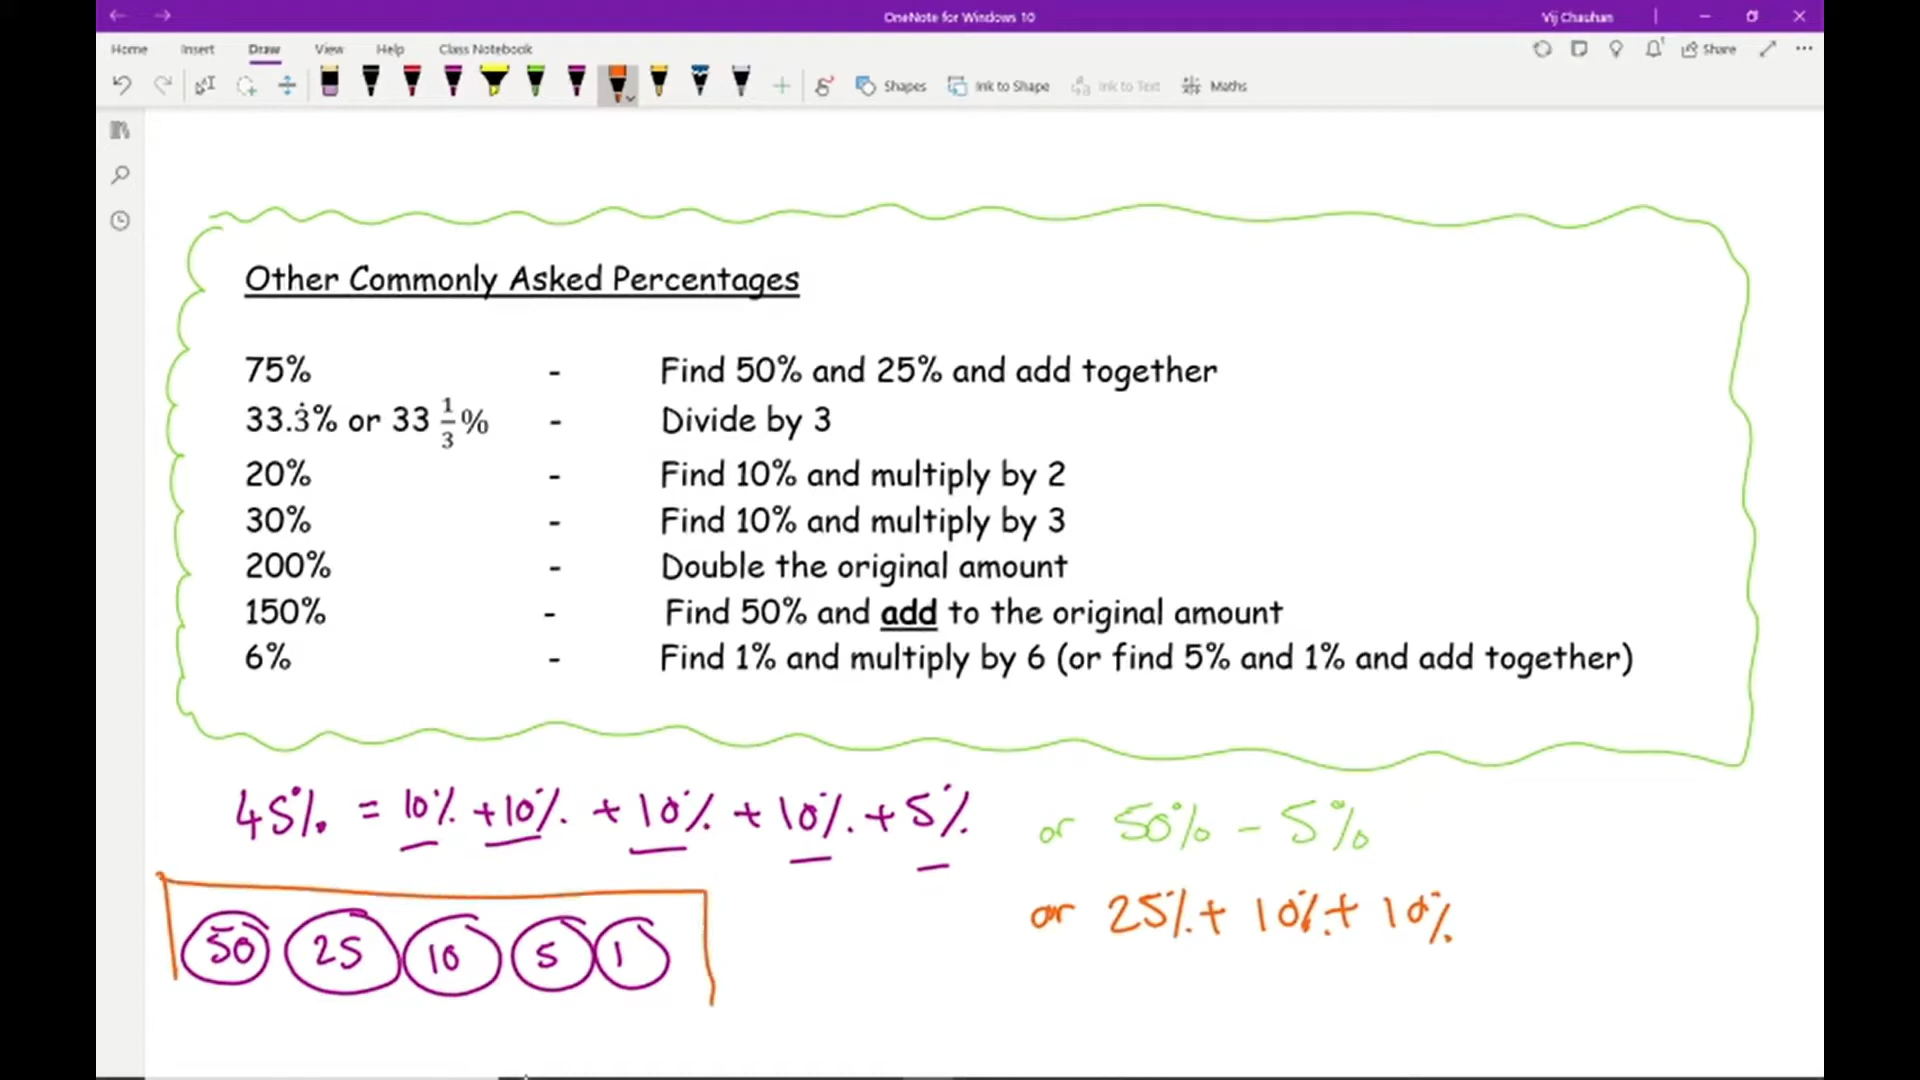 OneNote for Windows 10
Vij Chauhan
Home Insert Draw View Help Class Notebook
Share
Shapes Ink to Shape Ink to Text Maths
Other Commonly Asked Percentages
75% - Find 50% and 25% and add together
33.3̇% or 33 1/3% - Divide by 3
20% - Find 10% and multiply by 2
30% - Find 10% and multiply by 3
200% - Double the original amount
150% - Find 50% and add to the original amount
6% - Find 1% and multiply by 6 (or find 5% and 1% and add together)
45% = 10% + 10% + 10% + 10% + 5% or 50% - 5%
or 25% + 10% + 10%
50 25 10 5 1